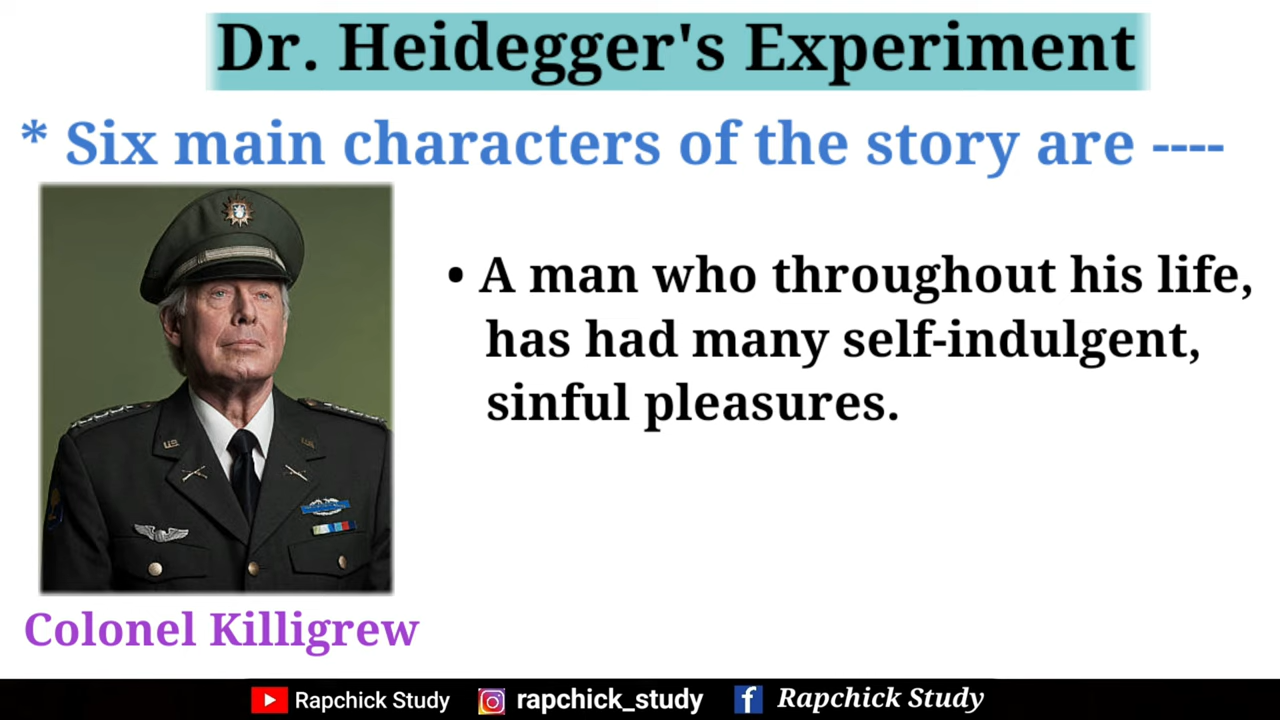 Dr. Heidegger's Experiment
* Six main characters of the story are ----
• A man who throughout his life,
has had many self-indulgent,
sinful pleasures.
Colonel Killigrew
Rapchick Study rapchick_study Rapchick Study